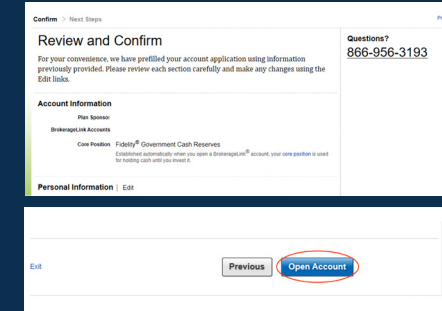 Confirm > Next Steps
Review and Confirm
For your convenience, we have prefilled your account application using information
previously provided. Please review each section carefully and make any changes using the
Edit links.
Account Information
Plan Sponsor
BrokerageLink Accounts
Core Position Fidelity® Government Cash Reserves
Established automatically when you open a BrokerageLink® account, your core position is used
for holding cash until you invest it.
Personal Information | Edit
Questions?
866-956-3193
Exit
Previous
Open Account